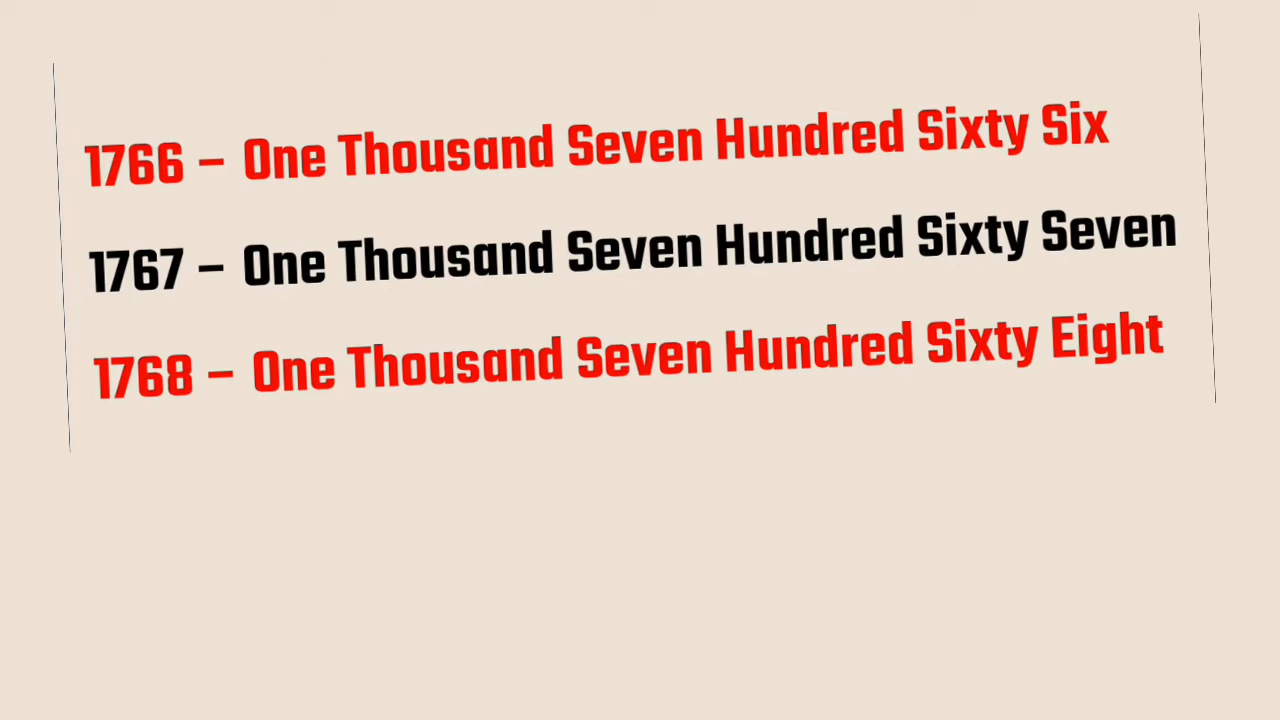 1766 – One Thousand Seven Hundred Sixty Six
1767 – One Thousand Seven Hundred Sixty Seven
1768 – One Thousand Seven Hundred Sixty Eight